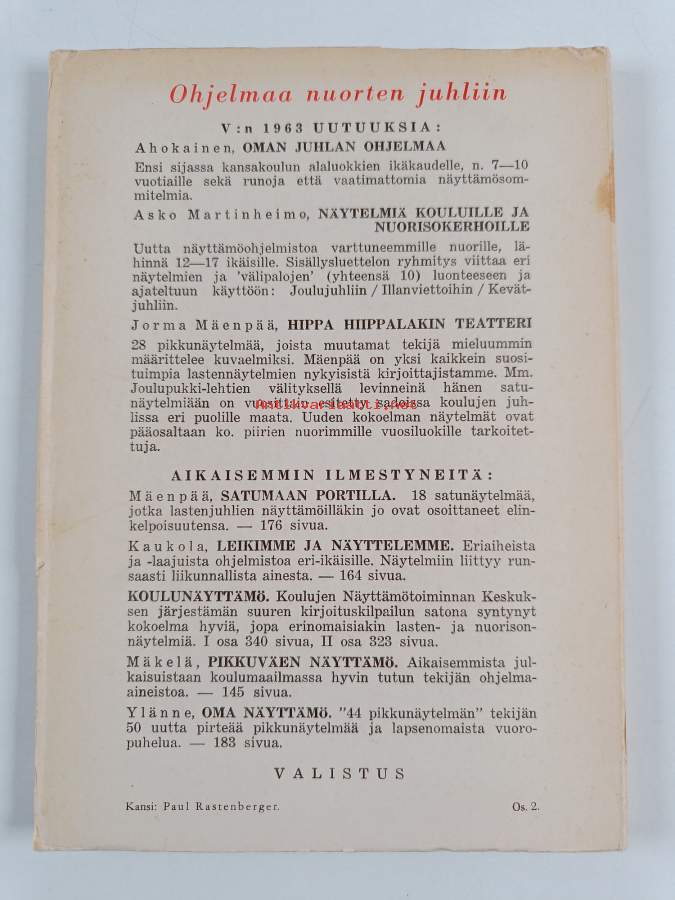 Ohjelmaa nuorten juhliin
V:n 1963 UUTUUKSIA:
Ahokainen, OMAN JUHLAN OHJELMAA
Ensi sijassa kansakoulun alaluokkien ikäkaudelle, n. 7—10
vuotiaille sekä runoja että vaatimattomia näyttämösom-
mitelmia.
Asko Martinheimo, NÄYTELMIÄ KOULUILLE JA
NUORISOKERHOILLE
Uutta näyttämöohjelmistoa varttuneemmille nuorille, lä-
hinnä 12—17 ikäisille. Sisällysluettelon ryhmitys viittaa eri
näytelmien ja 'välipalojen' (yhteensä 10) luonteeseen ja
ajateltuun käyttöön: Joulujuhliin / Illanviettoihin / Kevät-
juhliin.
Jorma Mäenpää, HIPPA HIIPPALAKIN TEATTERI
28 pikkunäytelmää, joista muutamat tekijä mieluummin
määrittelee kuvaelmiksi. Mäenpää on yksi kaikkein suosi-
tuimpia lastennäytelmien nykyisistä kirjoittajistamme. Mm.
Joulupukki-lehtien välityksellä levinneinä hänen satu-
näytelmiään on vuosittain esitetty sadoissa koulujen juh-
lissa eri puolille maata. Uuden kokoelman näytelmät ovat
pääosaltaan ko. piirien nuorimmille vuosiluokille tarkoitet-
tuja.
Antikvariaatti.net
AIKAISEMMIN ILMESTYNEITÄ:
Mäenpää, SATUMAAN PORTILLA. 18 satunäytelmää,
jotka lastenjuhlien näyttämöilläkin jo ovat osoittaneet elin-
kelpoisuutensa. — 176 sivua.
Kaukola, LEIKIMME JA NÄYTTELEMME. Eriaiheista
ja -laajuista ohjelmistoa eri-ikäisille. Näytelmiin liittyy run-
saasti liikunnallista ainesta. — 164 sivua.
KOULUNÄYTTÄMÖ. Koulujen Näyttämötoiminnan Keskuk-
sen järjestämän suuren kirjoituskilpailun satona syntynyt
kokoelma hyviä, jopa erinomaisiakin lasten- ja nuorison-
näytelmiä. I osa 340 sivua, II osa 323 sivua.
Mäkelä, PIKKUVÄEN NÄYTTÄMÖ. Aikaisemmista jul-
kaisuistaan koulumaailmassa hyvin tutun tekijän ohjelma-
aineistoa. — 145 sivua.
Ylänne, OMA NÄYTTÄMÖ. "44 pikkunäytelmän" tekijän
50 uutta pirteää pikkunäytelmää ja lapsenomaista vuoro-
puhelua. — 183 sivua.
VALISTUS
Kansi: Paul Rastenberger. Os. 2.